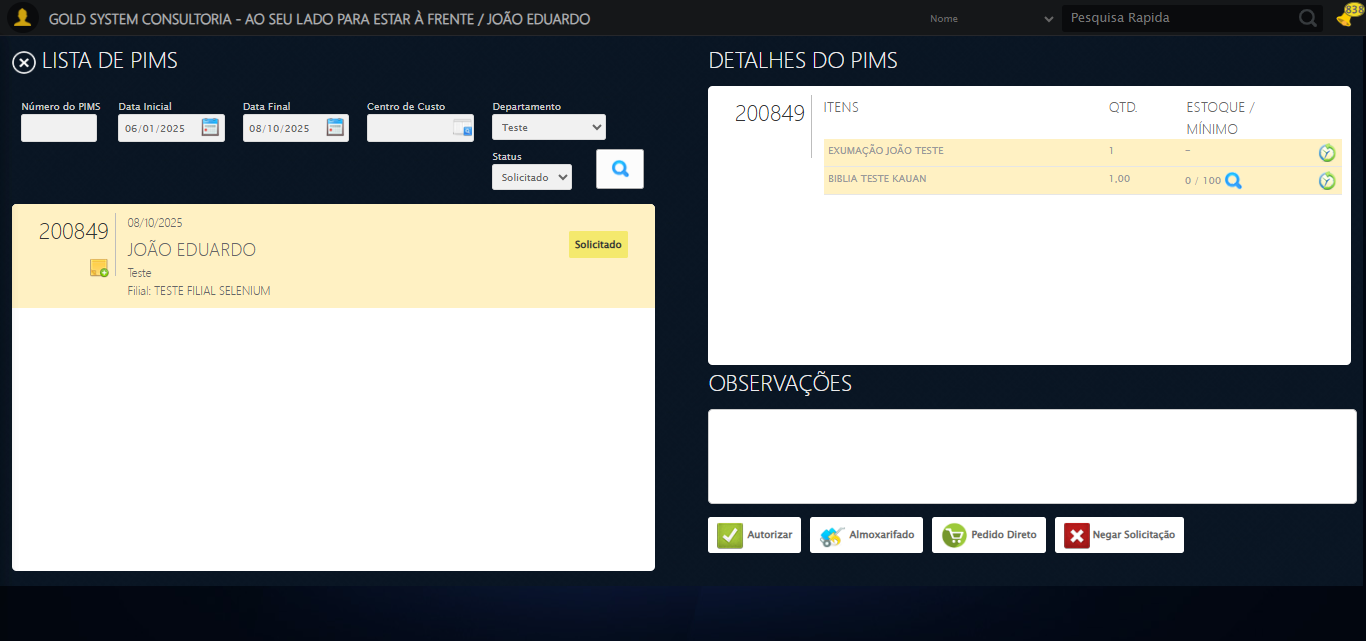 GOLD SYSTEM CONSULTORIA - AO SEU LADO PARA ESTAR À FRENTE / JOÃO EDUARDO
Nome
Pesquisa Rapida
838
LISTA DE PIMS
Número do PIMS
Data Inicial
Data Final
Centro de Custo
Departamento
06/01/2025
08/10/2025
Teste
Status
Solicitado
200849
08/10/2025
JOÃO EDUARDO
Solicitado
Teste
Filial: TESTE FILIAL SELENIUM
DETALHES DO PIMS
200849
ITENS
QTD.
ESTOQUE /
MÍNIMO
EXUMAÇÃO JOÃO TESTE
1
-
BIBLIA TESTE KAUAN
1,00
0 / 100
OBSERVAÇÕES
Autorizar
Almoxarifado
Pedido Direto
Negar Solicitação